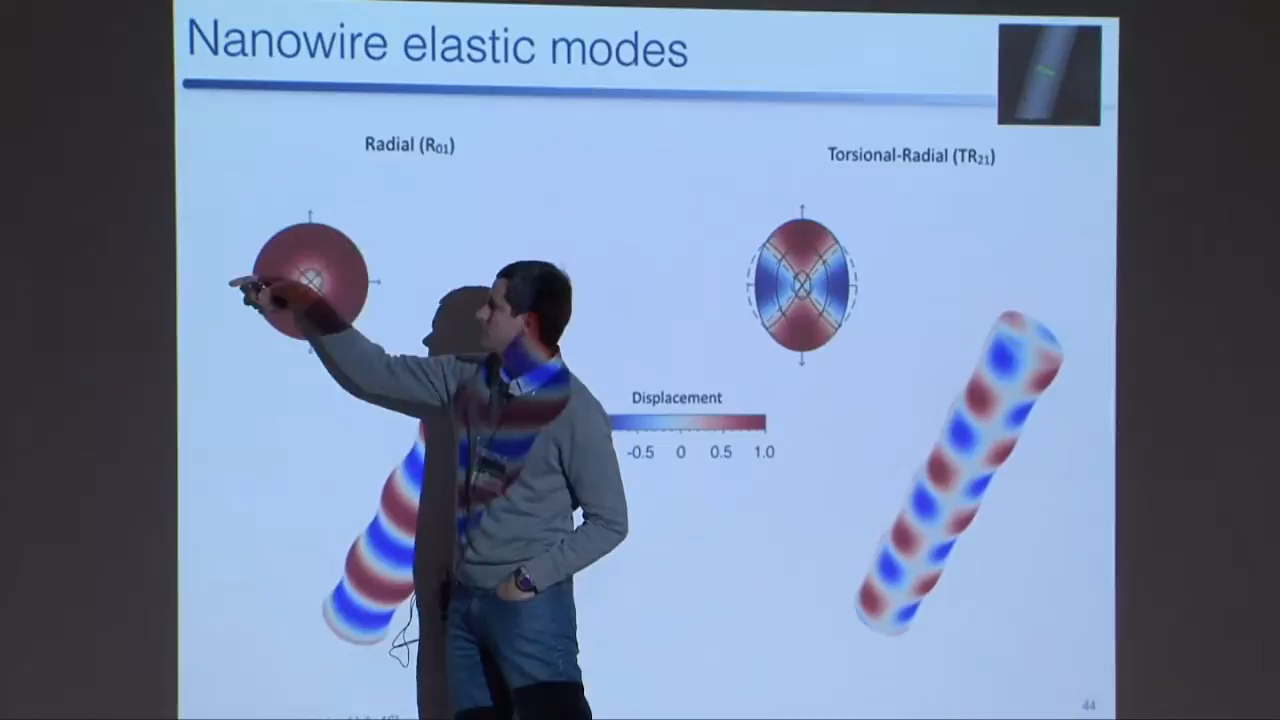 Nanowire elastic modes
Radial (R₀₁)
Torsional-Radial (TR₂₁)
Displacement
-0.5 0 0.5 1.0
44